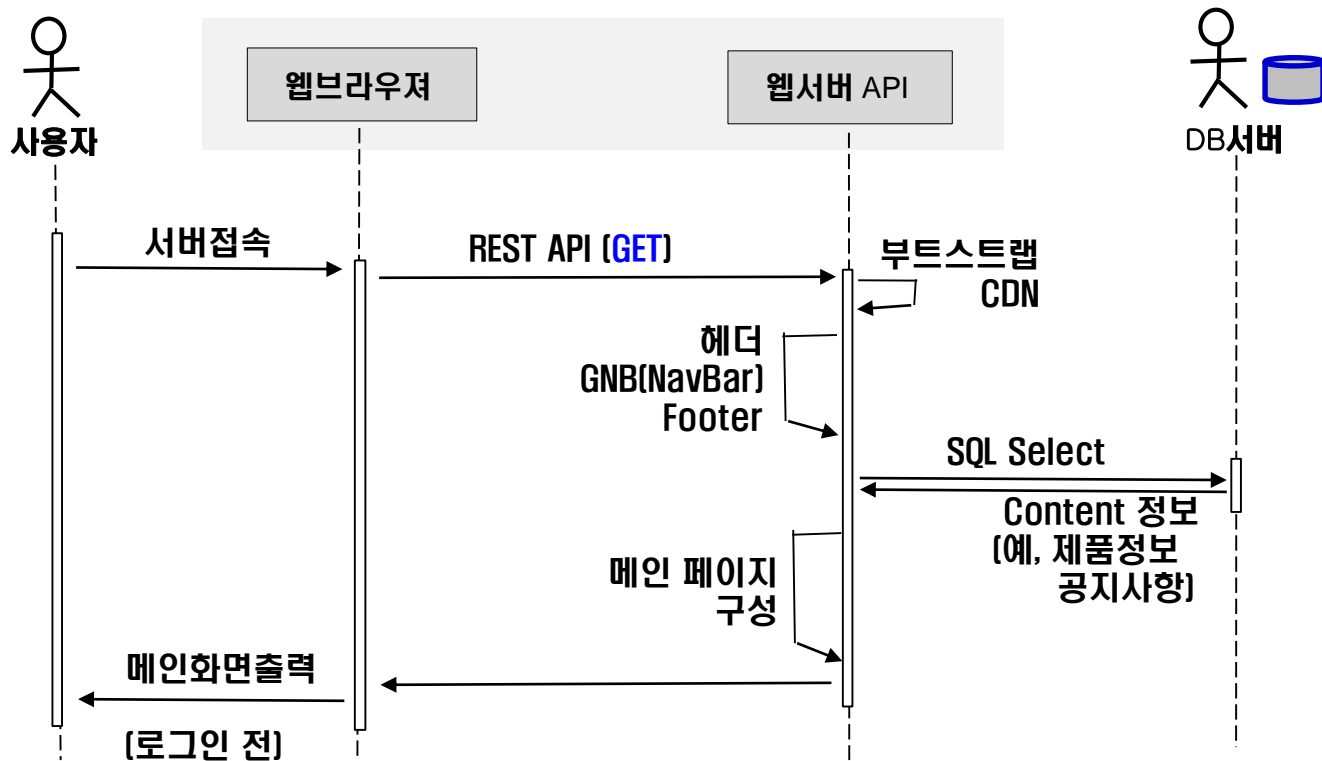 웹브라우져
웹서버 API
사용자
DB서버
서버접속
REST API (GET)
부트스트랩
CDN
헤더
GNB(NavBar)
Footer
SQL Select
Content 정보
(예, 제품정보
공지사항)
메인 페이지
구성
메인화면출력
(로그인 전)